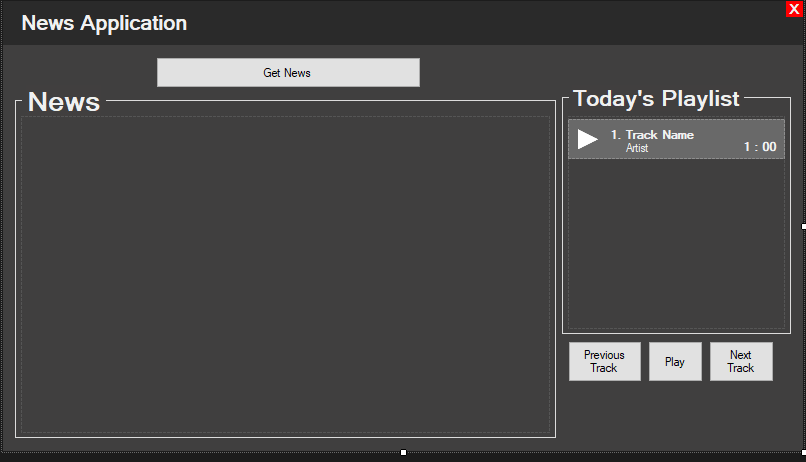 News Application
X
Get News
News
Today's Playlist
1. Track Name
Artist
1 : 00
Previous
Track
Play
Next
Track